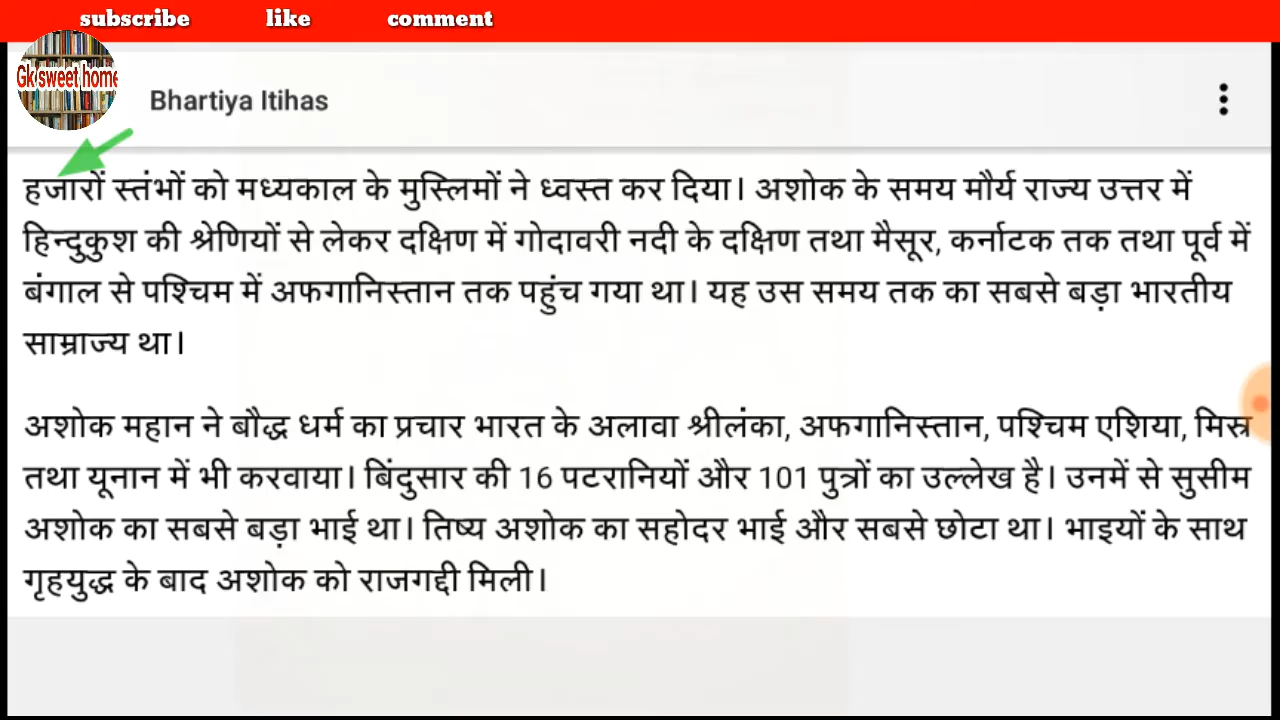 subscribe like comment
Gk sweet home
Bhartiya Itihas
हजारों स्तंभों को मध्यकाल के मुस्लिमों ने ध्वस्त कर दिया। अशोक के समय मौर्य राज्य उत्तर में
हिन्दुकुश की श्रेणियों से लेकर दक्षिण में गोदावरी नदी के दक्षिण तथा मैसूर, कर्नाटक तक तथा पूर्व में
बंगाल से पश्चिम में अफगानिस्तान तक पहुंच गया था। यह उस समय तक का सबसे बड़ा भारतीय
साम्राज्य था।
अशोक महान ने बौद्ध धर्म का प्रचार भारत के अलावा श्रीलंका, अफगानिस्तान, पश्चिम एशिया, मिस्र
तथा यूनान में भी करवाया। बिंदुसार की 16 पटरानियों और 101 पुत्रों का उल्लेख है। उनमें से सुसीम
अशोक का सबसे बड़ा भाई था। तिष्य अशोक का सहोदर भाई और सबसे छोटा था। भाइयों के साथ
गृहयुद्ध के बाद अशोक को राजगद्दी मिली।